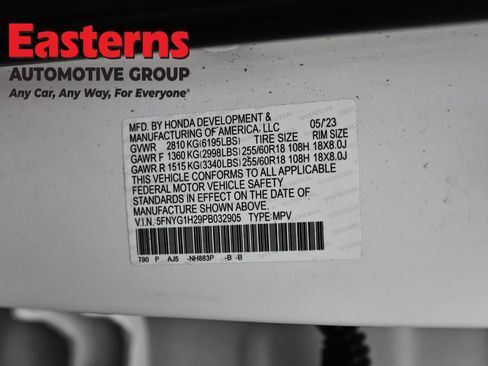 Easterns
AUTOMOTIVE GROUP
Any Car, Any Way, For Everyone®
MFD. BY HONDA DEVELOPMENT & 05/'23
MANUFACTURING OF AMERICA, LLC
GVWR 2810 KG(6195LBS) TIRE SIZE RIM SIZE
GAWR F 1360 KG(2998LBS) 255/60R18 108H 18X8.0J
GAWR R 1515 KG(3340LBS) 255/60R18 108H 18X8.0J
THIS VEHICLE CONFORMS TO ALL APPLICABLE
FEDERAL MOTOR VEHICLE SAFETY
STANDARDS IN EFFECT ON THE DATE OF
MANUFACTURE SHOWN ABOVE.
V.I.N. 5FNYG1H29PB032905 TYPE:MPV
T90 P AJ5 -NH883P -B -B